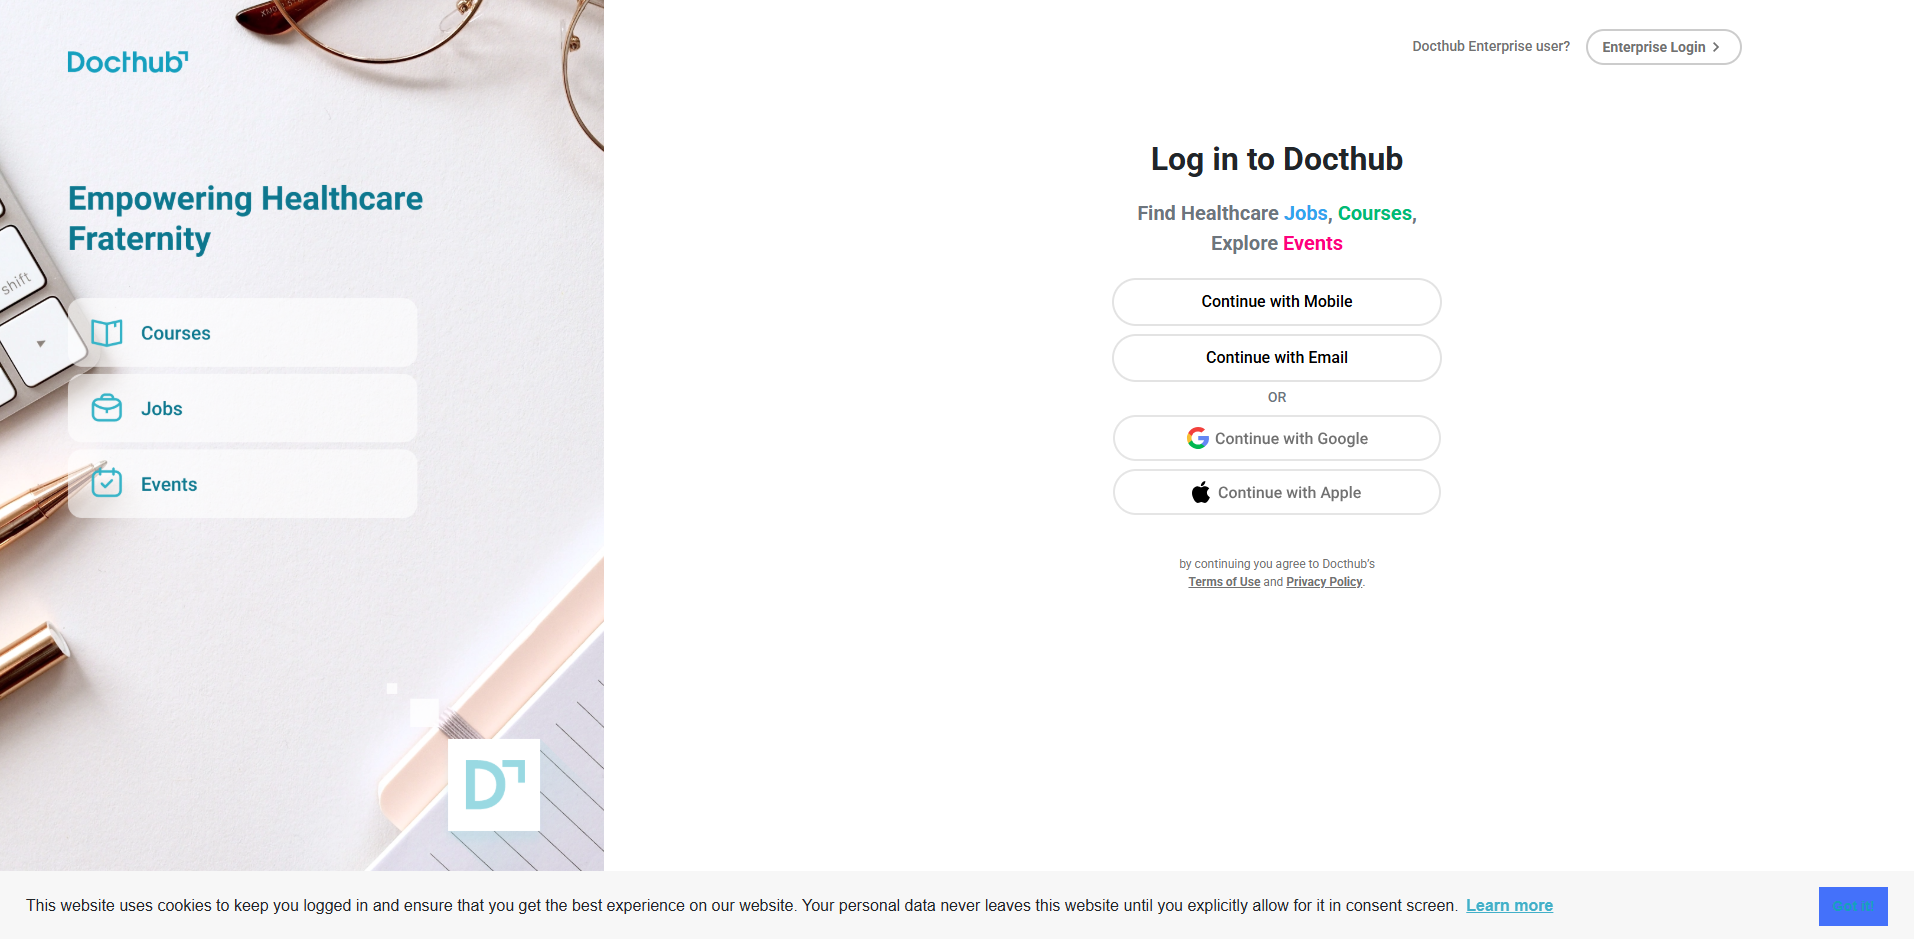 Docthub
Empowering Healthcare
Fraternity
shift
Courses
Jobs
Events
Docthub Enterprise user?
Enterprise Login
Log in to Docthub
Find Healthcare Jobs, Courses,
Explore Events
Continue with Mobile
Continue with Email
OR
Continue with Google
Continue with Apple
by continuing you agree to Docthub's
Terms of Use and Privacy Policy.
This website uses cookies to keep you logged in and ensure that you get the best experience on our website. Your personal data never leaves this website until you explicitly allow for it in consent screen. Learn more
Got it!